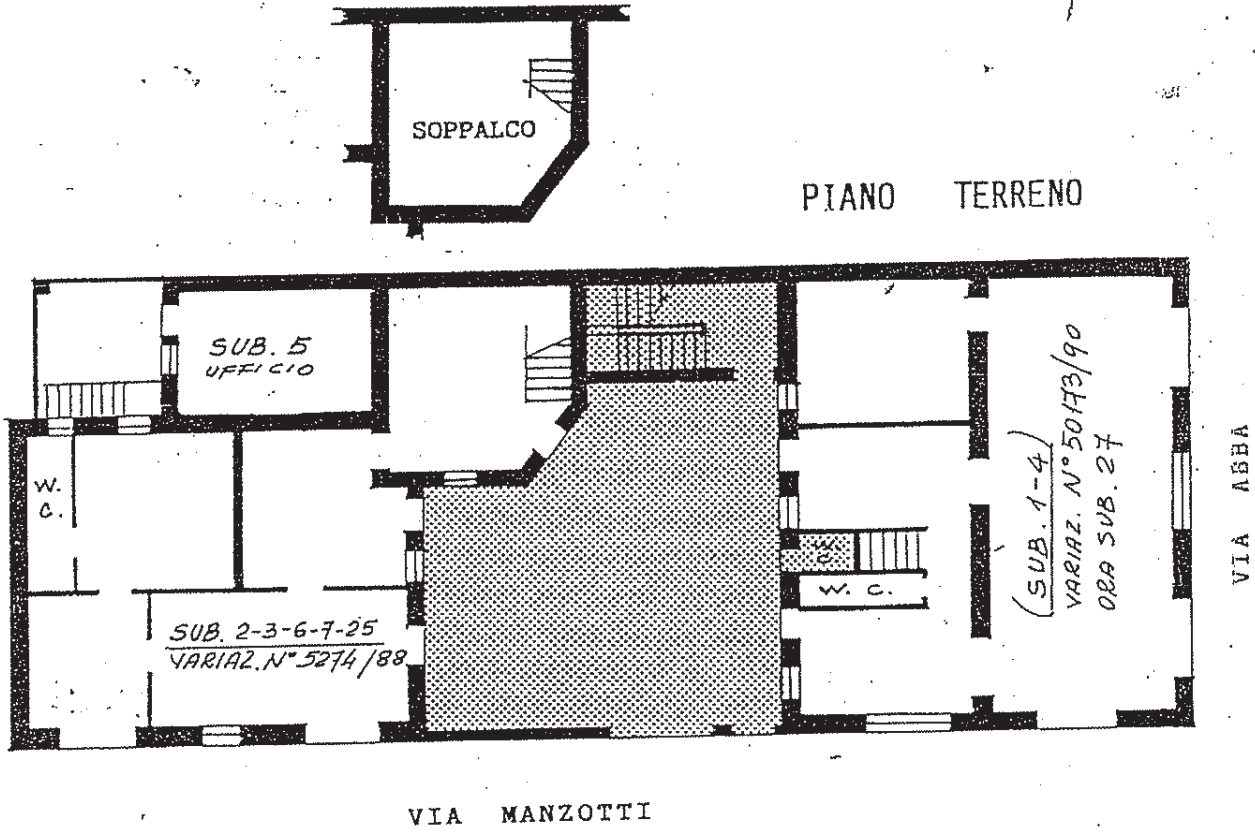 SOPPALCO
PIANO TERRENO
SUB. 5
UFFICIO
W.
C.
SUB. 2-3-6-7-25
VARIAZ. N° 5274/88
W. C.
(SUB. 1-4)
VARIAZ. N° 50173/90
ORA SUB. 27
VIA ABBA
VIA MANZOTTI